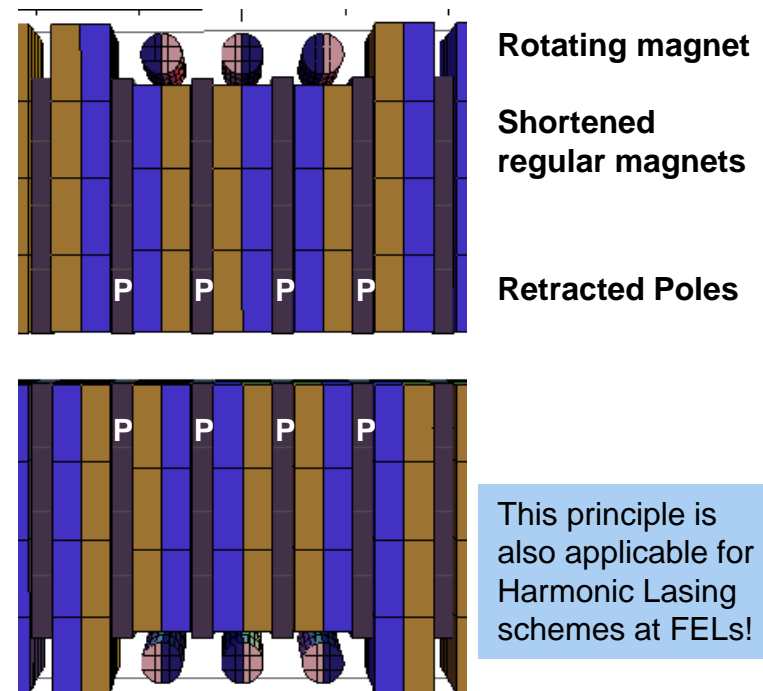 Rotating magnet
Shortened
regular magnets
P P P P
Retracted Poles
P P P P
This principle is
also applicable for
Harmonic Lasing
schemes at FELs!